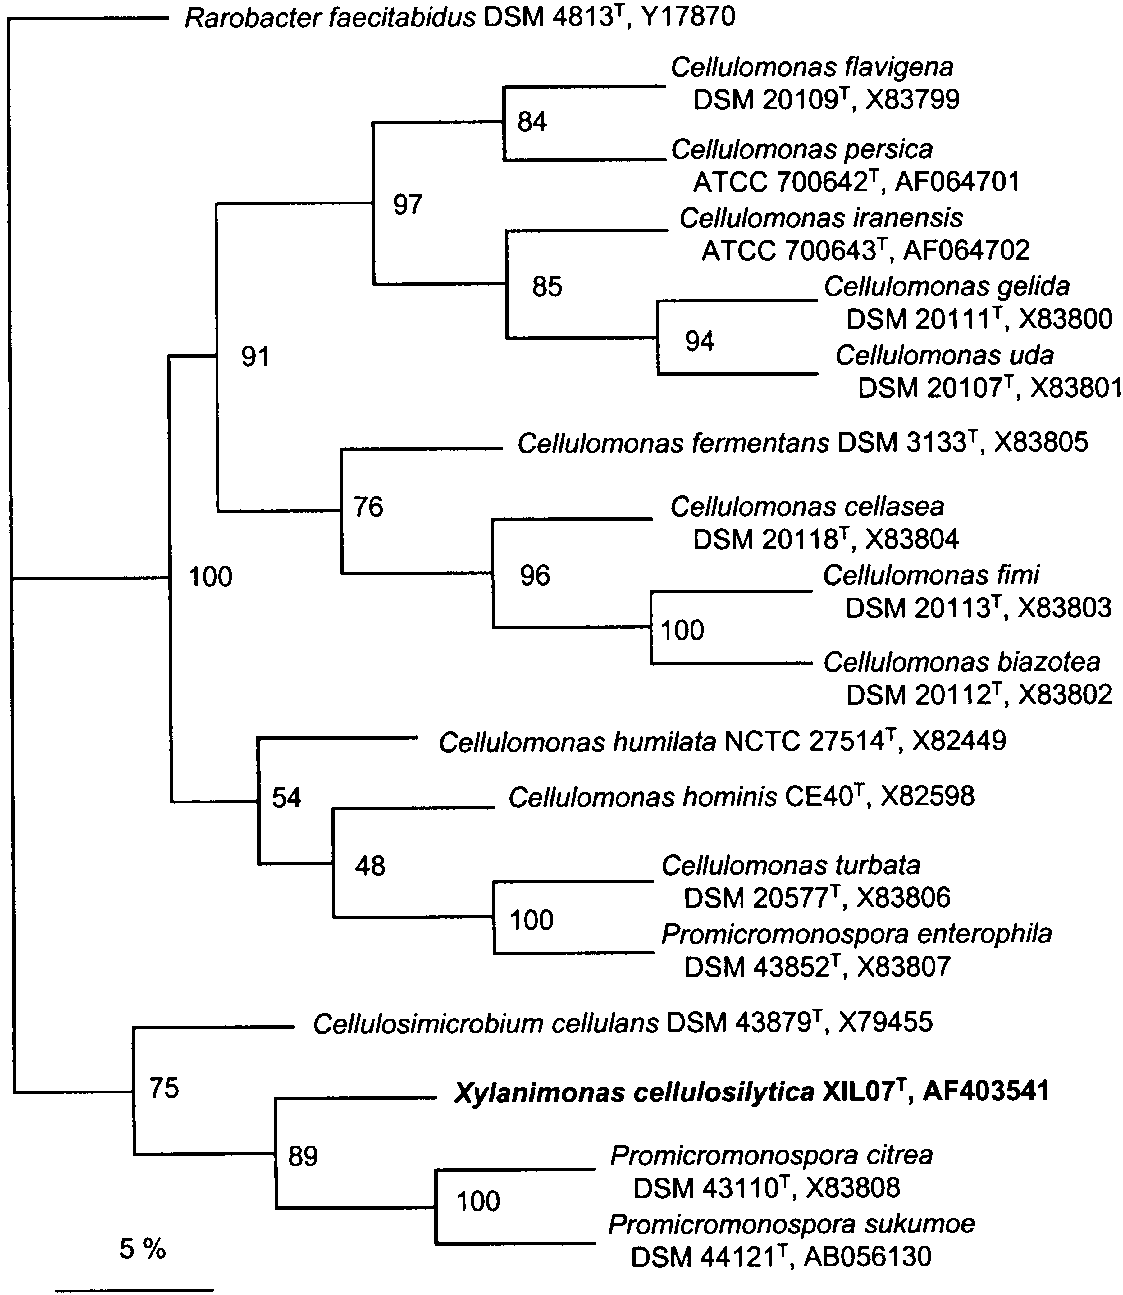 Rarobacter faecitabidus DSM 4813ᵀ, Y17870
Cellulomonas flavigena
DSM 20109ᵀ, X83799
84
Cellulomonas persica
ATCC 700642ᵀ, AF064701
97
Cellulomonas iranensis
ATCC 700643ᵀ, AF064702
85
Cellulomonas gelida
DSM 20111ᵀ, X83800
94
Cellulomonas uda
DSM 20107ᵀ, X83801
91
Cellulomonas fermentans DSM 3133ᵀ, X83805
76
Cellulomonas cellasea
DSM 20118ᵀ, X83804
100
96
Cellulomonas fimi
DSM 20113ᵀ, X83803
100
Cellulomonas biazotea
DSM 20112ᵀ, X83802
Cellulomonas humilata NCTC 27514ᵀ, X82449
54
Cellulomonas hominis CE40ᵀ, X82598
48
Cellulomonas turbata
DSM 20577ᵀ, X83806
100
Promicromonospora enterophila
DSM 43852ᵀ, X83807
Cellulosimicrobium cellulans DSM 43879ᵀ, X79455
75
Xylanimonas cellulosilytica XIL07ᵀ, AF403541
89
Promicromonospora citrea
DSM 43110ᵀ, X83808
100
Promicromonospora sukumoe
DSM 44121ᵀ, AB056130
5 %